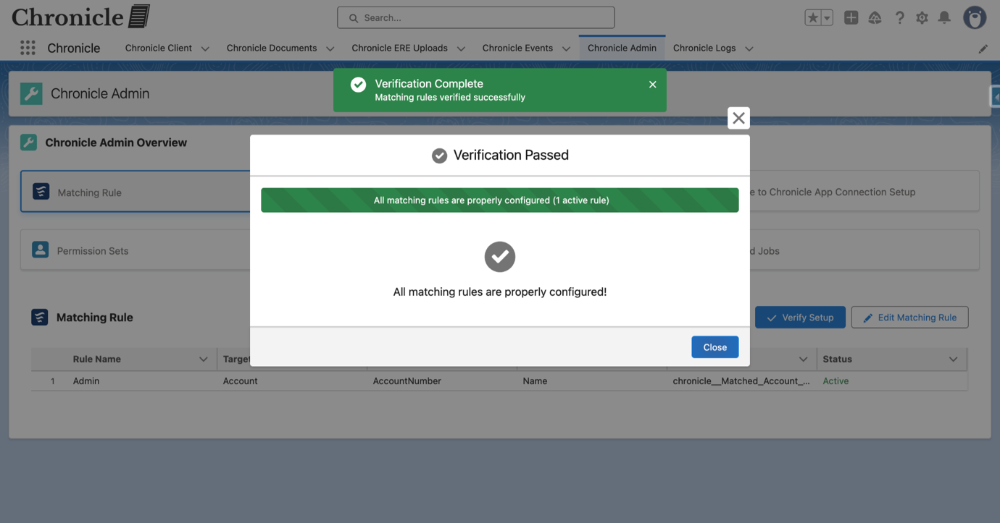 Chronicle
Search...
Chronicle
Chronicle Client
Chronicle Documents
Chronicle ERE Uploads
Chronicle Events
Chronicle Admin
Chronicle Logs
Verification Complete
Matching rules verified successfully
Chronicle Admin
Chronicle Admin Overview
Verification Passed
Matching Rule
All matching rules are properly configured (1 active rule)
to Chronicle App Connection Setup
Permission Sets
Jobs
All matching rules are properly configured!
Matching Rule
Verify Setup
Edit Matching Rule
Close
Rule Name
Status
1 Admin Account AccountNumber Name chronicle__Matched_Account_... Active